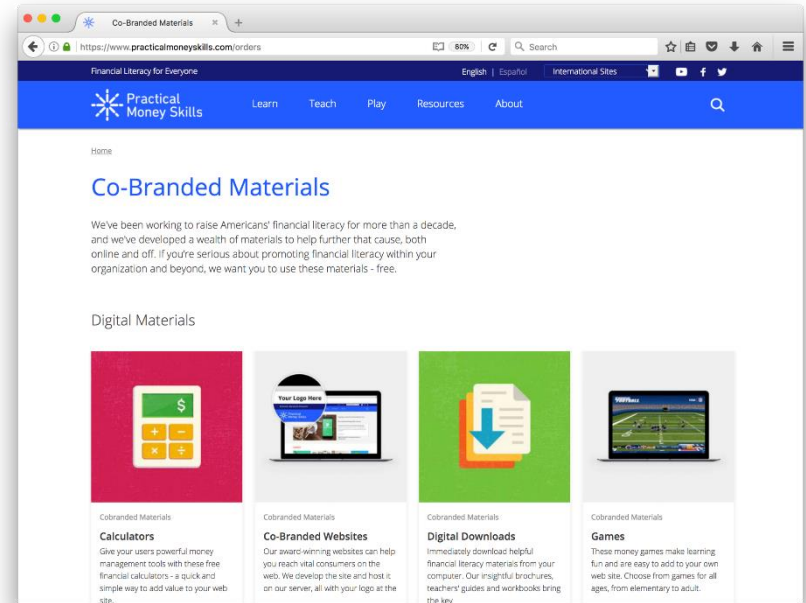 Co-Branded Materials
https://www.practicalmoneyskills.com/orders
60%
Search
Financial Literacy for Everyone
English | Español
International Sites
Practical
Money Skills
Learn
Teach
Play
Resources
About
Home
Co-Branded Materials
We've been working to raise Americans' financial literacy for more than a decade,
and we've developed a wealth of materials to help further that cause, both
online and off. If you're serious about promoting financial literacy within your
organization and beyond, we want you to use these materials - free.
Digital Materials
$
Your Logo Here
Cobranded Materials
Calculators
Give your users powerful money
management tools with these free
financial calculators - a quick and
simple way to add value to your web
site.
Cobranded Materials
Co-Branded Websites
Our award-winning websites can help
you reach vital consumers on the
web. We develop the site and host it
on our server, all with your logo at the
Cobranded Materials
Digital Downloads
Immediately download helpful
financial literacy materials from your
computer. Our insightful brochures,
teachers' guides and workbooks bring
the key
Cobranded Materials
Games
These money games make learning
fun and are easy to add to your own
web site. Choose from games for all
ages, from elementary to adult.